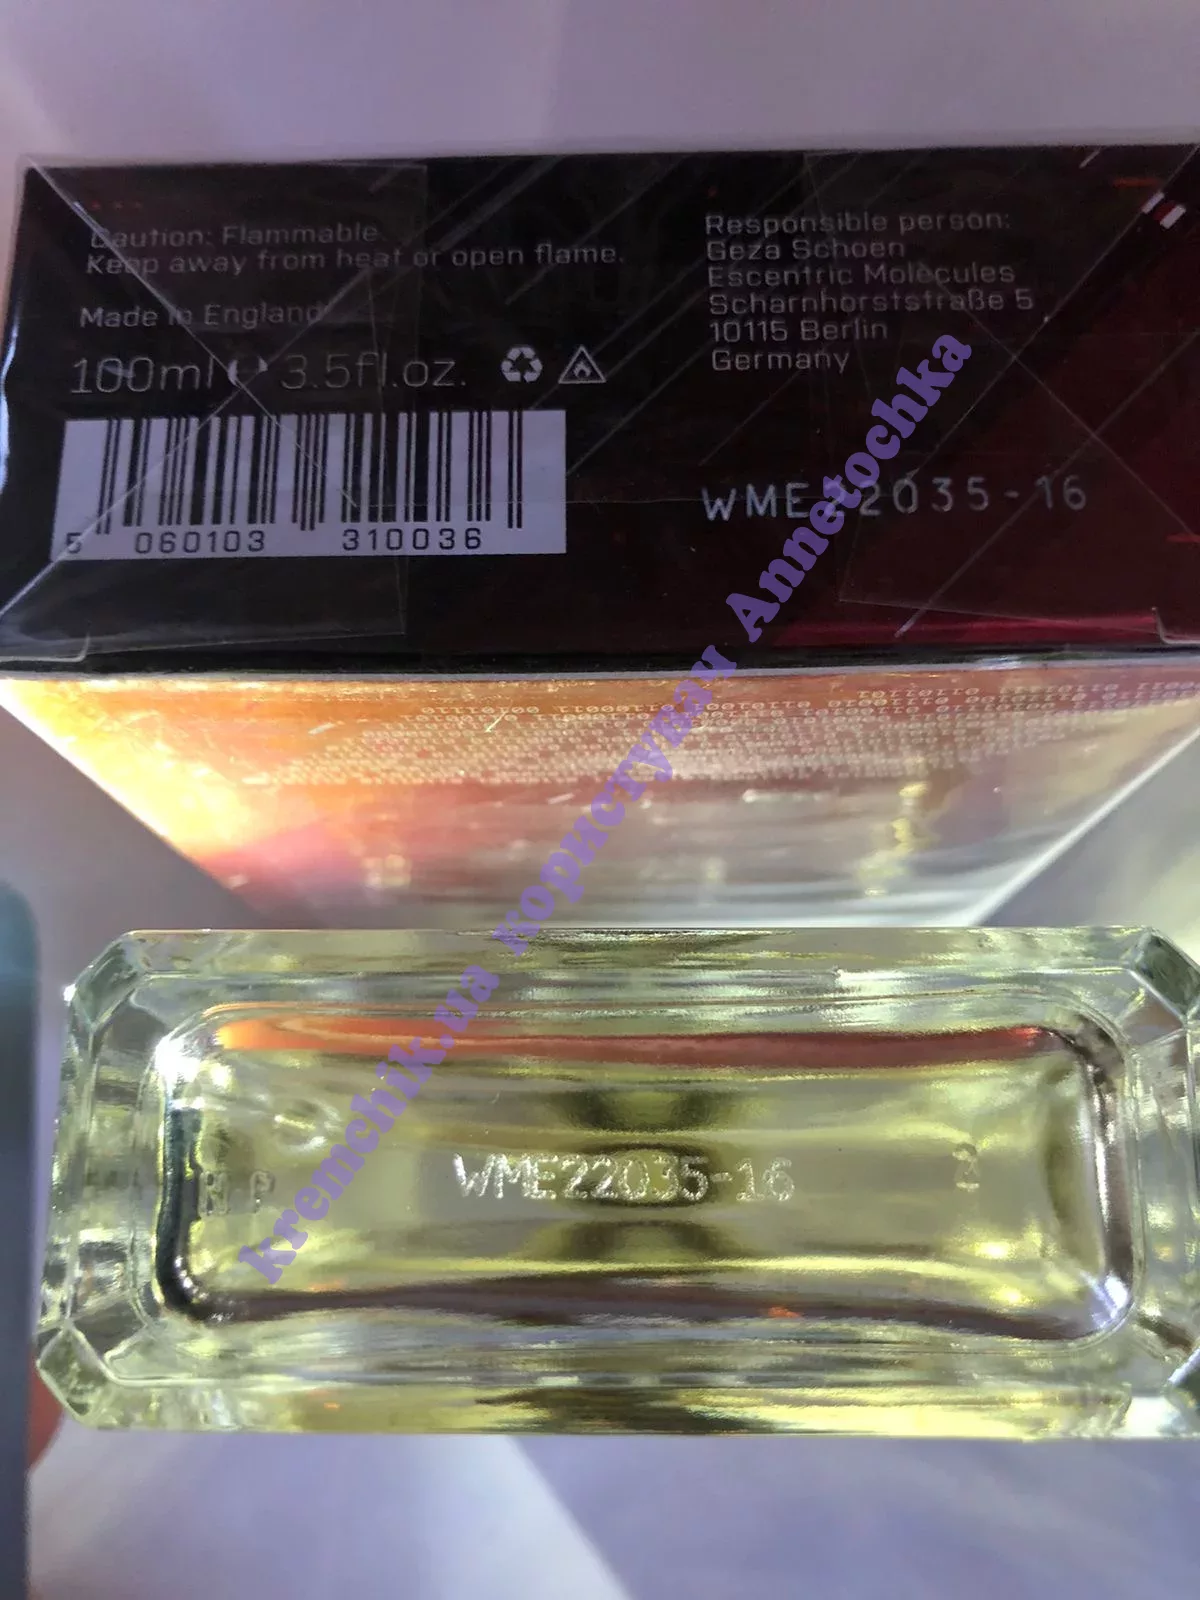 Caution: Flammable.
Keep away from heat or open flame.
Made in England
100ml e 3.5fl.oz.
5 060103 310036
Responsible person:
Geza Schoen
Escentric Molecules
Scharnhorststraße 5
10115 Berlin
Germany
WME22035-16
kremchik.ua користувач Annetochka
WME22035-16
2